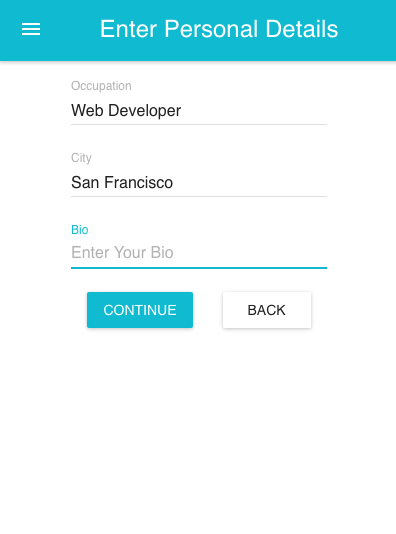 Enter Personal Details
Occupation
Web Developer
City
San Francisco
Bio
Enter Your Bio
CONTINUE BACK